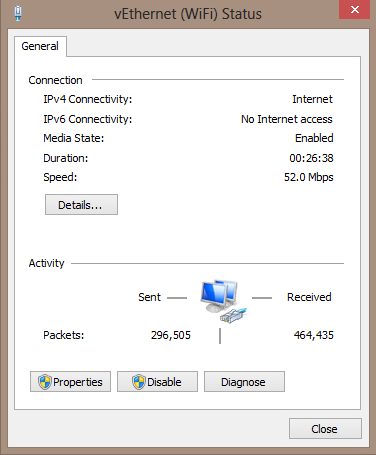 vEthernet (WiFi) Status
General
Connection
IPv4 Connectivity: Internet
IPv6 Connectivity: No Internet access
Media State: Enabled
Duration: 00:26:38
Speed: 52.0 Mbps
Details...
Activity
Sent Received
Packets: 296,505 464,435
Properties Disable Diagnose
Close